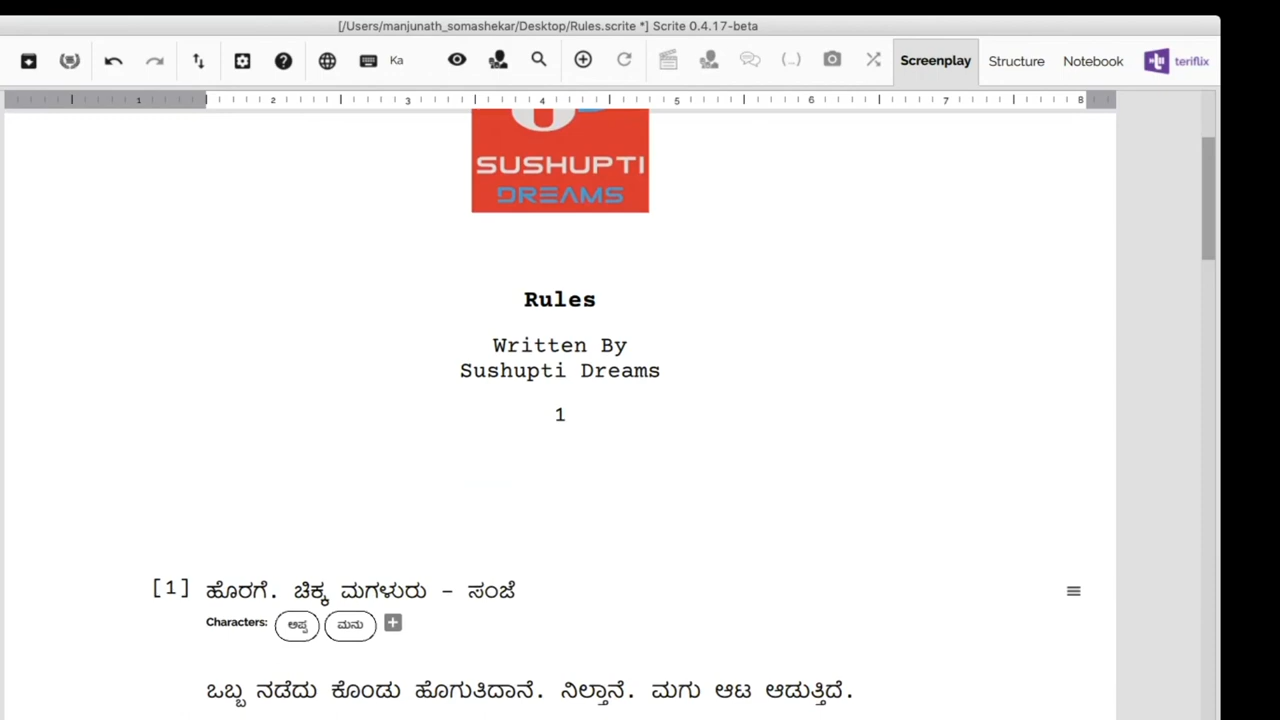 [/Users/manjunath_somashekar/Desktop/Rules.scrite *] Scrite 0.4.17-beta
Ka Screenplay Structure Notebook teriflix
1 2 3 4 5 6 7 8
SUSHUPTI
DREAMS
Rules
Written By
Sushupti Dreams
1
[1] ಹೊರಗೆ. ಚಿಕ್ಕ ಮಗಳುರು - ಸಂಜೆ
Characters: ಅಪ್ಪ ಮನು
ಒಬ್ಬ ನಡೆದು ಕೊಂಡು ಹೊಗುತಿದಾನೆ. ನಿಲ್ತಾನೆ. ಮಗು ಆಟ ಆಡುತ್ತಿದೆ.